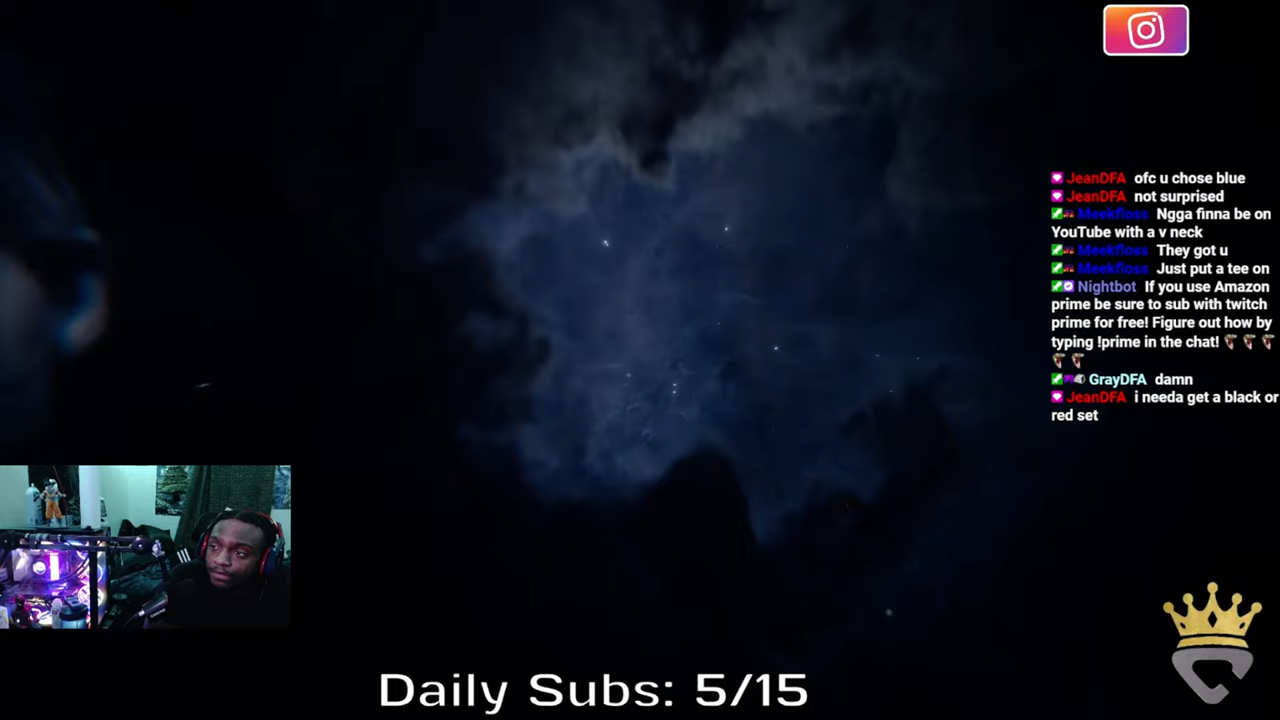 JeanDFA ofc u chose blue
JeanDFA not surprised
Meekfloss Ngga finna be on
YouTube with a v neck
Meekfloss They got u
Meekfloss Just put a tee on
Nightbot If you use Amazon
prime be sure to sub with twitch
prime for free! Figure out how by
typing !prime in the chat!
GrayDFA damn
JeanDFA i needa get a black or
red set
Daily Subs: 5/15